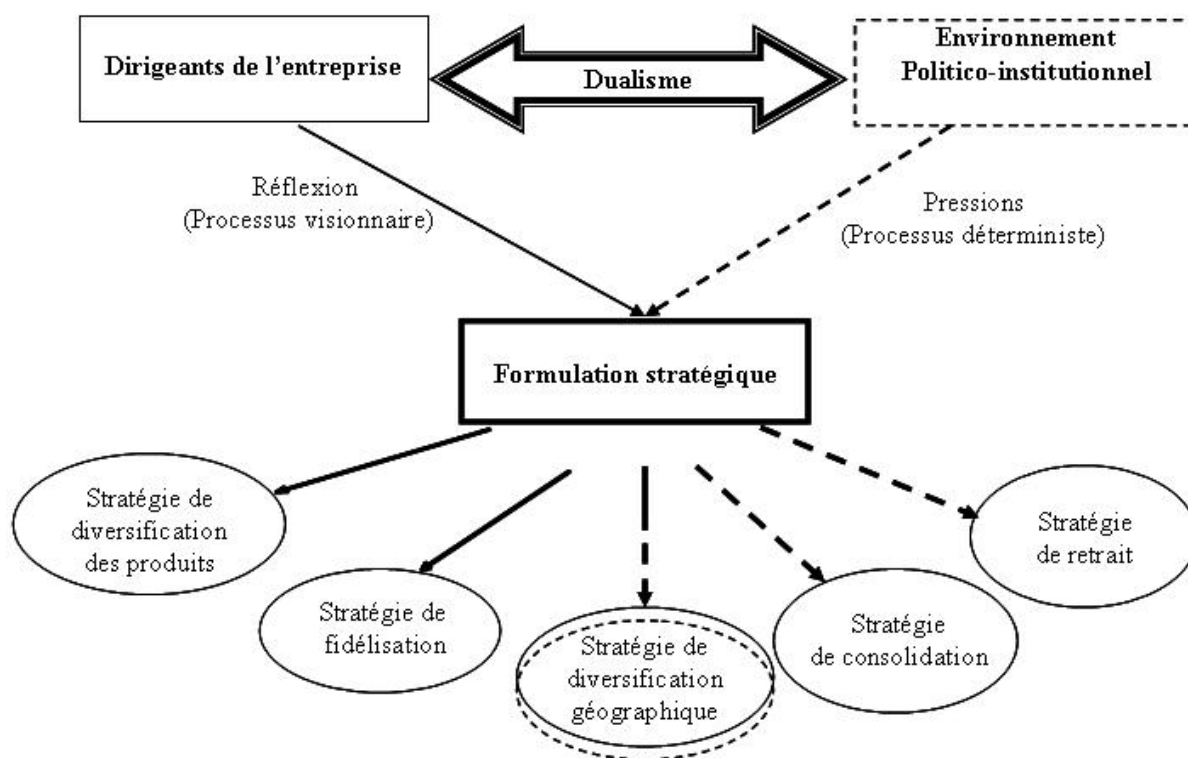 Dirigeants de l'entreprise
Dualisme
Environnement
Politico-institutionnel
Réflexion
(Processus visionnaire)
Pressions
(Processus déterministe)
Formulation stratégique
Stratégie de
diversification
des produits
Stratégie de
fidélisation
Stratégie de
diversification
géographique
Stratégie
de consolidation
Stratégie
de retrait